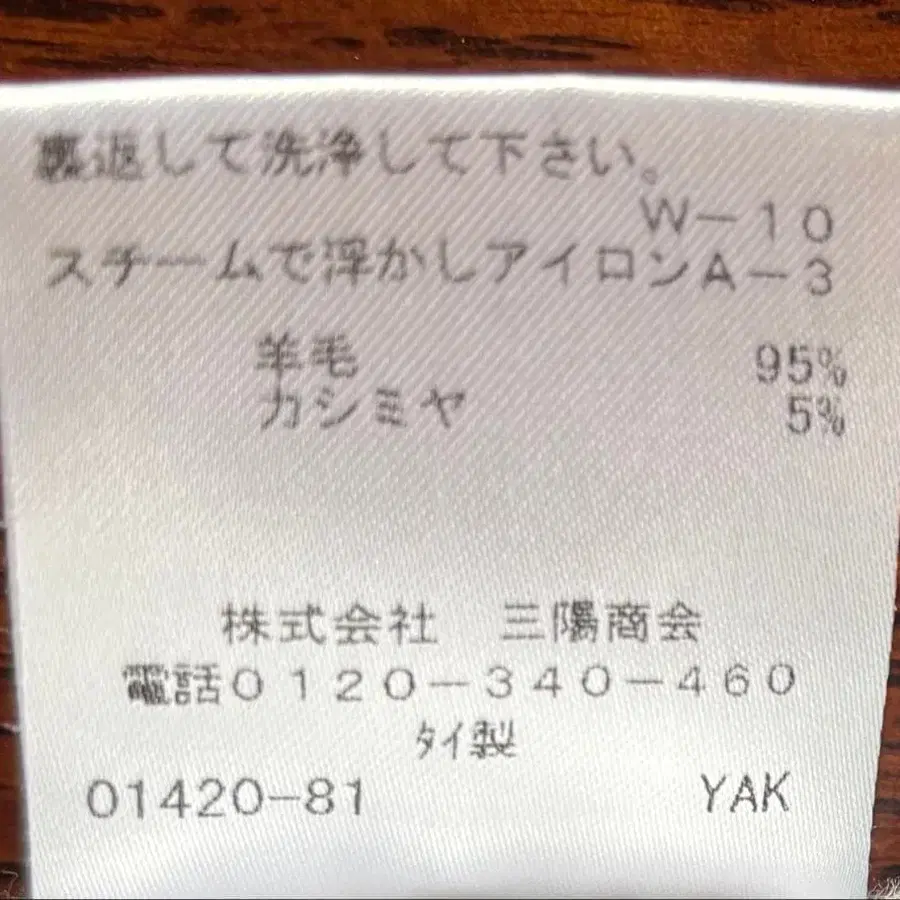 裏返して洗浄して下さい。
W－10
スチームで浮かしアイロンA－3
羊毛 95%
カシミヤ 5%
株式会社 三陽商会
電話0120－340－460
ﾀｲ製
01420-81 YAK